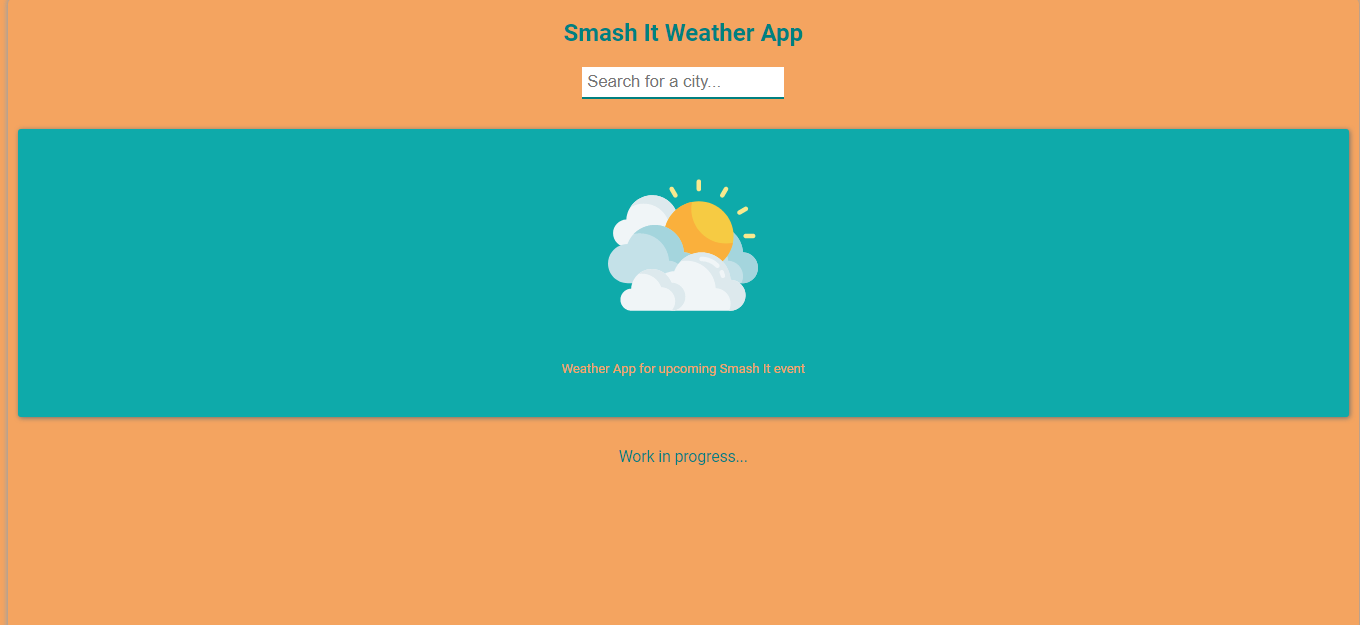 Smash It Weather App
Search for a city...
Weather App for upcoming Smash It event
Work in progress...